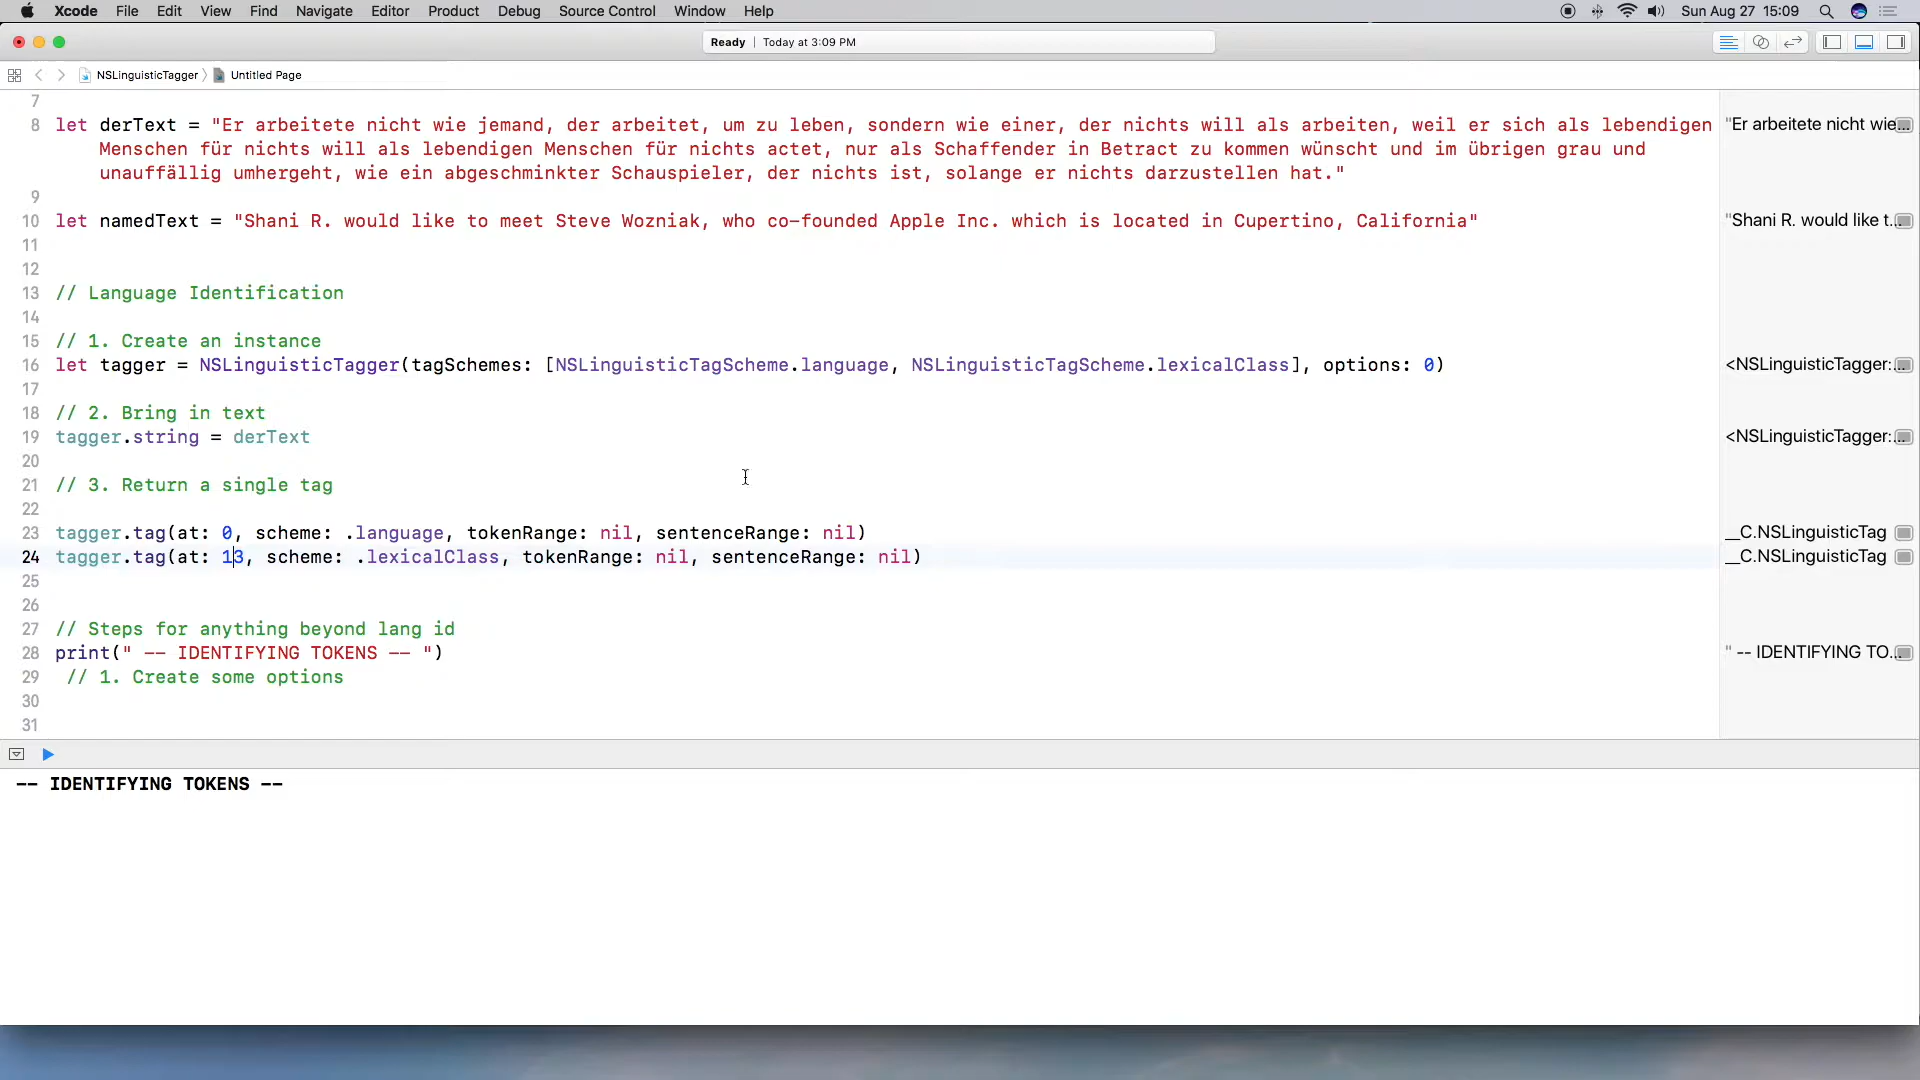 Xcode File Edit View Find Navigate Editor Product Debug Source Control Window Help Sun Aug 27 15:09
Ready | Today at 3:09 PM
NSLinguisticTagger Untitled Page
7
8 let derText = "Er arbeitete nicht wie jemand, der arbeitet, um zu leben, sondern wie einer, der nichts will als arbeiten, weil er sich als lebendigen "Er arbeitete nicht wie...
Menschen für nichts will als lebendigen Menschen für nichts actet, nur als Schaffender in Betract zu kommen wünscht und im übrigen grau und
unauffällig umhergeht, wie ein abgeschminkter Schauspieler, der nichts ist, solange er nichts darzustellen hat."
9
10 let namedText = "Shani R. would like to meet Steve Wozniak, who co-founded Apple Inc. which is located in Cupertino, California" "Shani R. would like t...
11
12
13 // Language Identification
14
15 // 1. Create an instance
16 let tagger = NSLinguisticTagger(tagSchemes: [NSLinguisticTagScheme.language, NSLinguisticTagScheme.lexicalClass], options: 0) <NSLinguisticTagger:...
17
18 // 2. Bring in text
19 tagger.string = derText <NSLinguisticTagger:...
20
21 // 3. Return a single tag
22
23 tagger.tag(at: 0, scheme: .language, tokenRange: nil, sentenceRange: nil) __C.NSLinguisticTag
24 tagger.tag(at: 13, scheme: .lexicalClass, tokenRange: nil, sentenceRange: nil) __C.NSLinguisticTag
25
26
27 // Steps for anything beyond lang id
28 print(" -- IDENTIFYING TOKENS -- ") " -- IDENTIFYING TO...
29 // 1. Create some options
30
31
-- IDENTIFYING TOKENS --